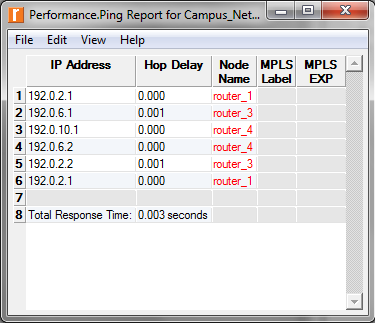 Performance.Ping Report for Campus_Net...
File Edit View Help
IP Address Hop Delay Node Name MPLS Label MPLS EXP
1 192.0.2.1 0.000 router_1
2 192.0.6.1 0.001 router_3
3 192.0.10.1 0.000 router_4
4 192.0.6.2 0.000 router_4
5 192.0.2.2 0.001 router_3
6 192.0.2.1 0.000 router_1
7
8 Total Response Time: 0.003 seconds